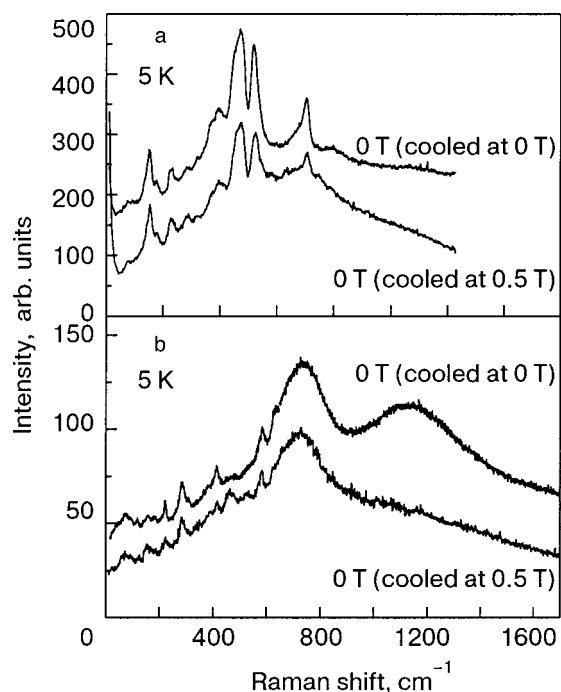 500
a
400
5 K
300
0 T (cooled at 0 T)
200
100
0 T (cooled at 0.5 T)
0
150
b
5 K
0 T (cooled at 0 T)
100
50
0 T (cooled at 0.5 T)
0 400 800 1200 1600
Raman shift, cm⁻¹
Intensity, arb. units